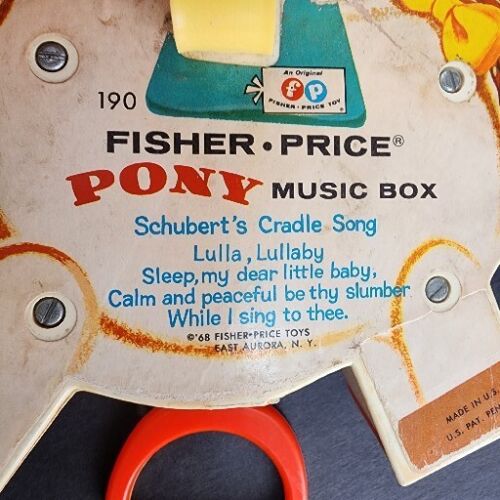 An Original
fp
FISHER-PRICE TOY
190
FISHER·PRICE®
PONY MUSIC BOX
Schubert's Cradle Song
Lulla, Lullaby
Sleep, my dear little baby,
Calm and peaceful be thy slumber
While I sing to thee.
©'68 FISHER-PRICE TOYS
EAST AURORA, N. Y.
MADE IN U.S.
U.S. PAT. PEN